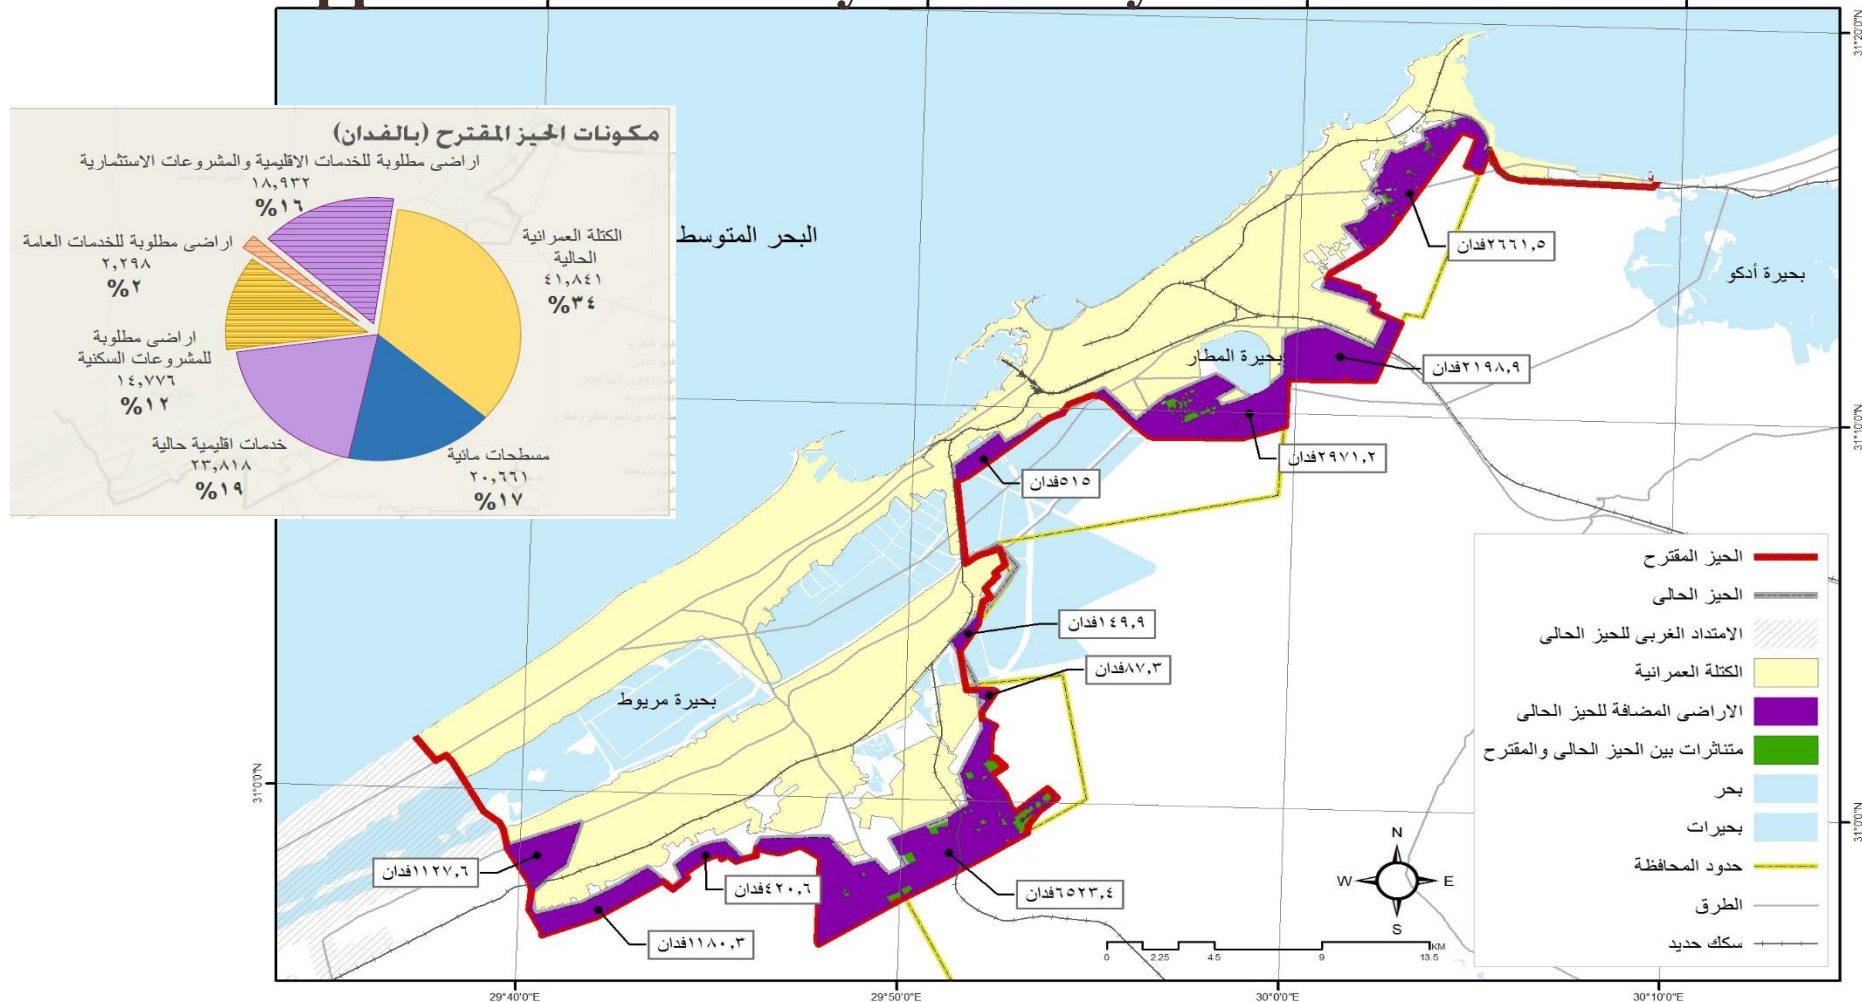 مكونات الحيز المقترح (بالفدان)
اراضى مطلوبة للخدمات الاقليمية والمشروعات الاستثمارية
١٨,٩٣٢
%١٦
اراضى مطلوبة للخدمات العامة
٢,٢٩٨
%٢
الكتلة العمرانية
الحالية
٤١,٨٤١
%٣٤
اراضى مطلوبة
للمشروعات السكنية
١٤,٧٧٦
%١٢
خدمات اقليمية حالية
٢٣,٨١٨
%١٩
مسطحات مائية
٢٠,٦٦١
%١٧
البحر المتوسط
بحيرة أدكو
بحيرة المطار
بحيرة مريوط
٢٦٦١,٥فدان
٢١٩٨,٩فدان
٢٩٧١,٢فدان
٥١٥فدان
١٤٩,٩فدان
٨٧,٣فدان
١١٢٧,٦فدان
٤٢٠,٦فدان
٦٥٢٣,٤فدان
١١٨٠,٣فدان
الحيز المقترح
الحيز الحالى
الامتداد الغربى للحيز الحالى
الكتلة العمرانية
الاراضى المضافة للحيز الحالى
متناثرات بين الحيز الحالى والمقترح
بحر
بحيرات
حدود المحافظة
الطرق
سكك حديد
N
W E
S
KM
0 2.25 4.5 9 13.5
31°20'0"N
31°10'0"N
31°0'0"N
31°0'0"N
29°40'0"E
29°50'0"E
30°0'0"E
30°10'0"E